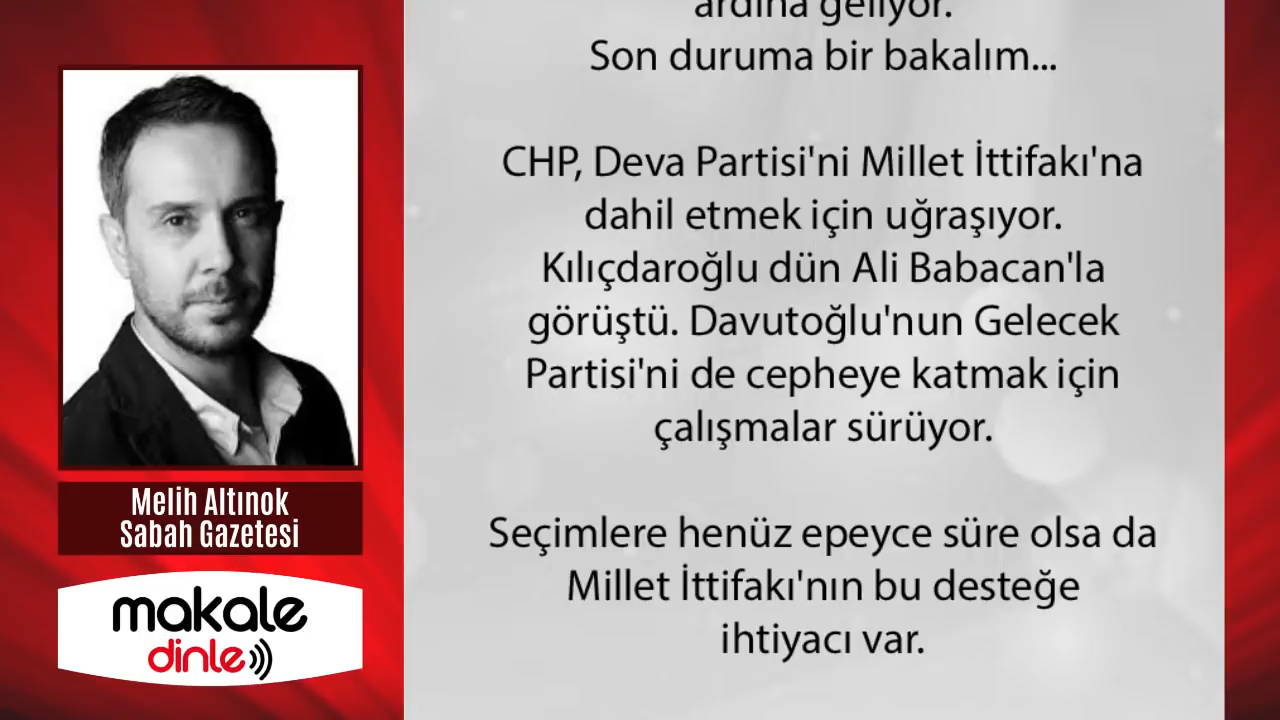 ardına geliyor.
Son duruma bir bakalım...
CHP, Deva Partisi'ni Millet İttifakı'na
dahil etmek için uğraşıyor.
Kılıçdaroğlu dün Ali Babacan'la
görüştü. Davutoğlu'nun Gelecek
Partisi'ni de cepheye katmak için
çalışmalar sürüyor.
Seçimlere henüz epeyce süre olsa da
Millet İttifakı'nın bu desteğe
ihtiyacı var.
Melih Altınok
Sabah Gazetesi
makale
dinle